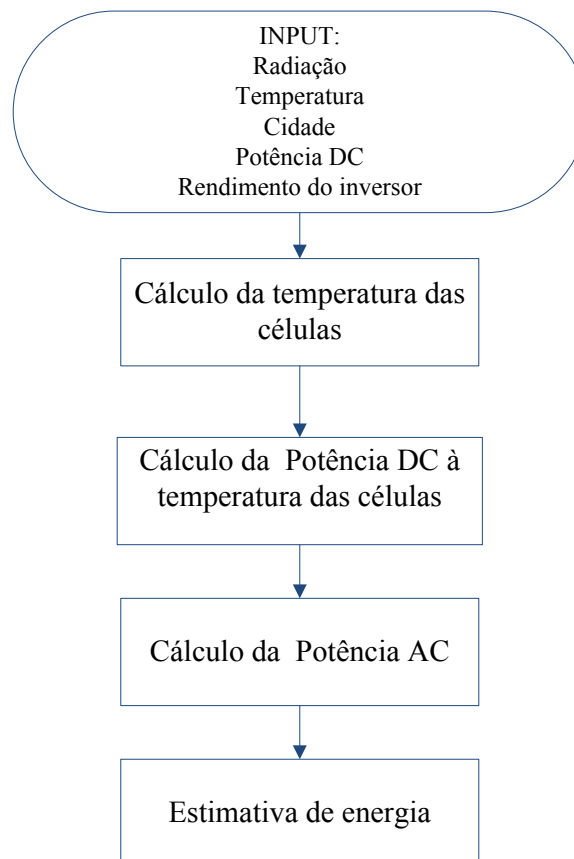 INPUT:
Radiação
Temperatura
Cidade
Potência DC
Rendimento do inversor
Cálculo da temperatura das
células
Cálculo da Potência DC à
temperatura das células
Cálculo da Potência AC
Estimativa de energia